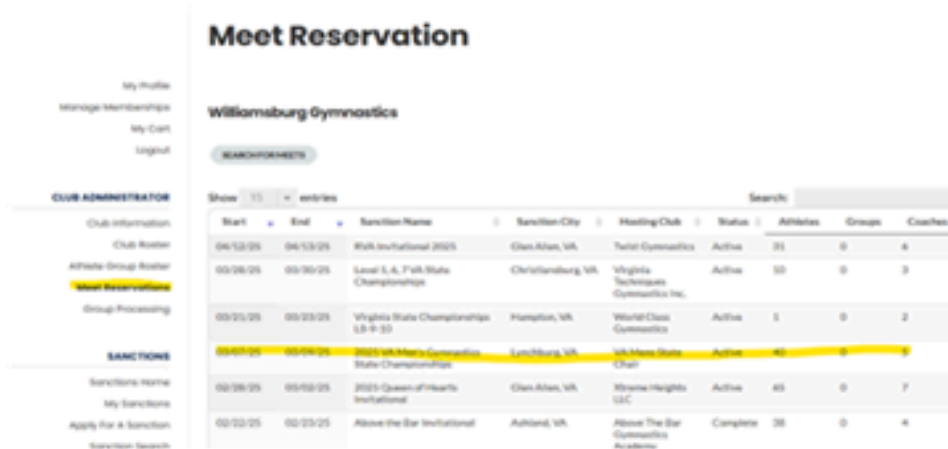 Meet Reservation
My Profile
Manage Memberships
My Cart
Logout
Williamsburg Gymnastics
SEARCH FOR MEETS
CLUB ADMINISTRATOR
Club Information
Club Roster
Athlete Group Roster
Meet Reservations
Group Processing
SANCTIONS
Sanctions Home
My Sanctions
Apply For A Sanction
Sanction Search
Show 15 entries
Search:
Start End Sanction Name Sanction City Hosting Club Status Athletes Groups Coaches
04/12/25 04/13/25 RVA Invitational 2025 Glen Allen, VA Twist Gymnastics Active 31 0 6
03/28/25 03/30/25 Level 5, 6, 7 VA State Christiansburg, VA Virginia Active 10 0 3
Championships Techniques
Gymnastics Inc.
03/21/25 03/23/25 Virginia State Championships Hampton, VA World Class Active 1 0 2
L8-9-10 Gymnastics
03/07/25 03/09/25 2025 VA Men's Gymnastics Lynchburg, VA VA Mens State Active 40 0 5
State Championships Chair
02/28/25 03/02/25 2025 Queen of Hearts Glen Allen, VA Xtreme Heights Active 65 0 7
Invitational LLC
02/22/25 02/23/25 Above the Bar Invitational Ashland, VA Above The Bar Complete 38 0 4
Gymnastics
Academy